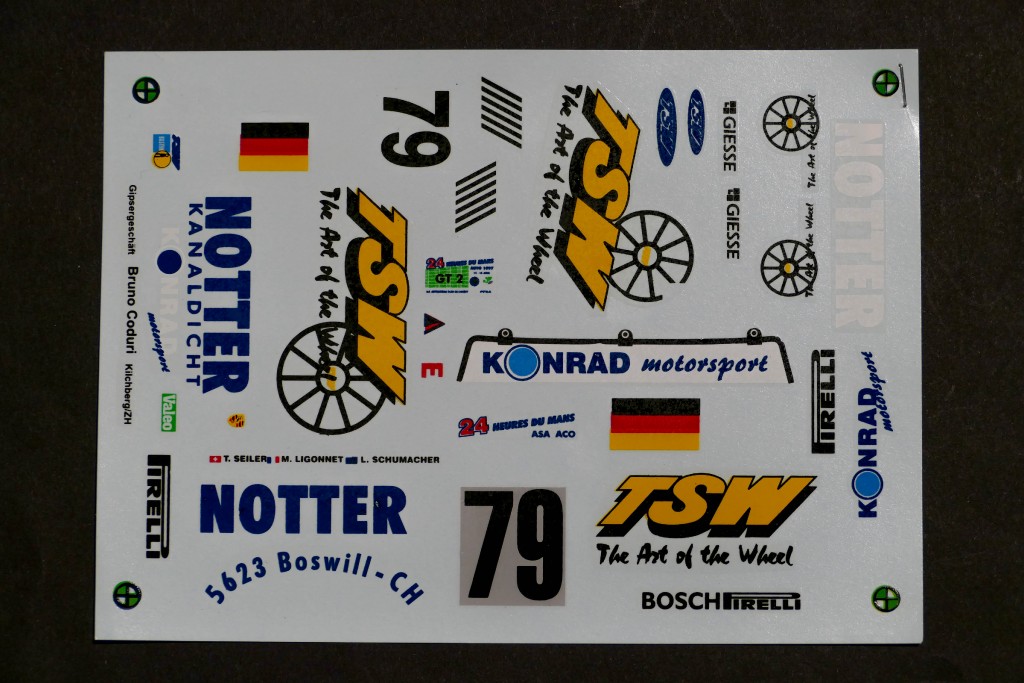 79
TSW
The Art of the Wheel
TSW
TSW
GIESSE
GIESSE
The Art of the Wheel
The Art of the Wheel
NOTTER
Gipsergeschäft Bruno Coduri Kilchberg/ZH
KONRAD
motorsport
Valeo
NOTTER
KANALDICHT
TSW
The Art of the Wheel
24 HEURES DU MANS
GT 2
A
E
KONRAD motorsport
24 HEURES DU MANS
ASA ACO
PIRELLI
KONRAD
motorsport
T. SEILER M. LIGONNET L. SCHUMACHER
PIRELLI
NOTTER
5623 Boswill-CH
79
TSW
The Art of the Wheel
BOSCH PIRELLI